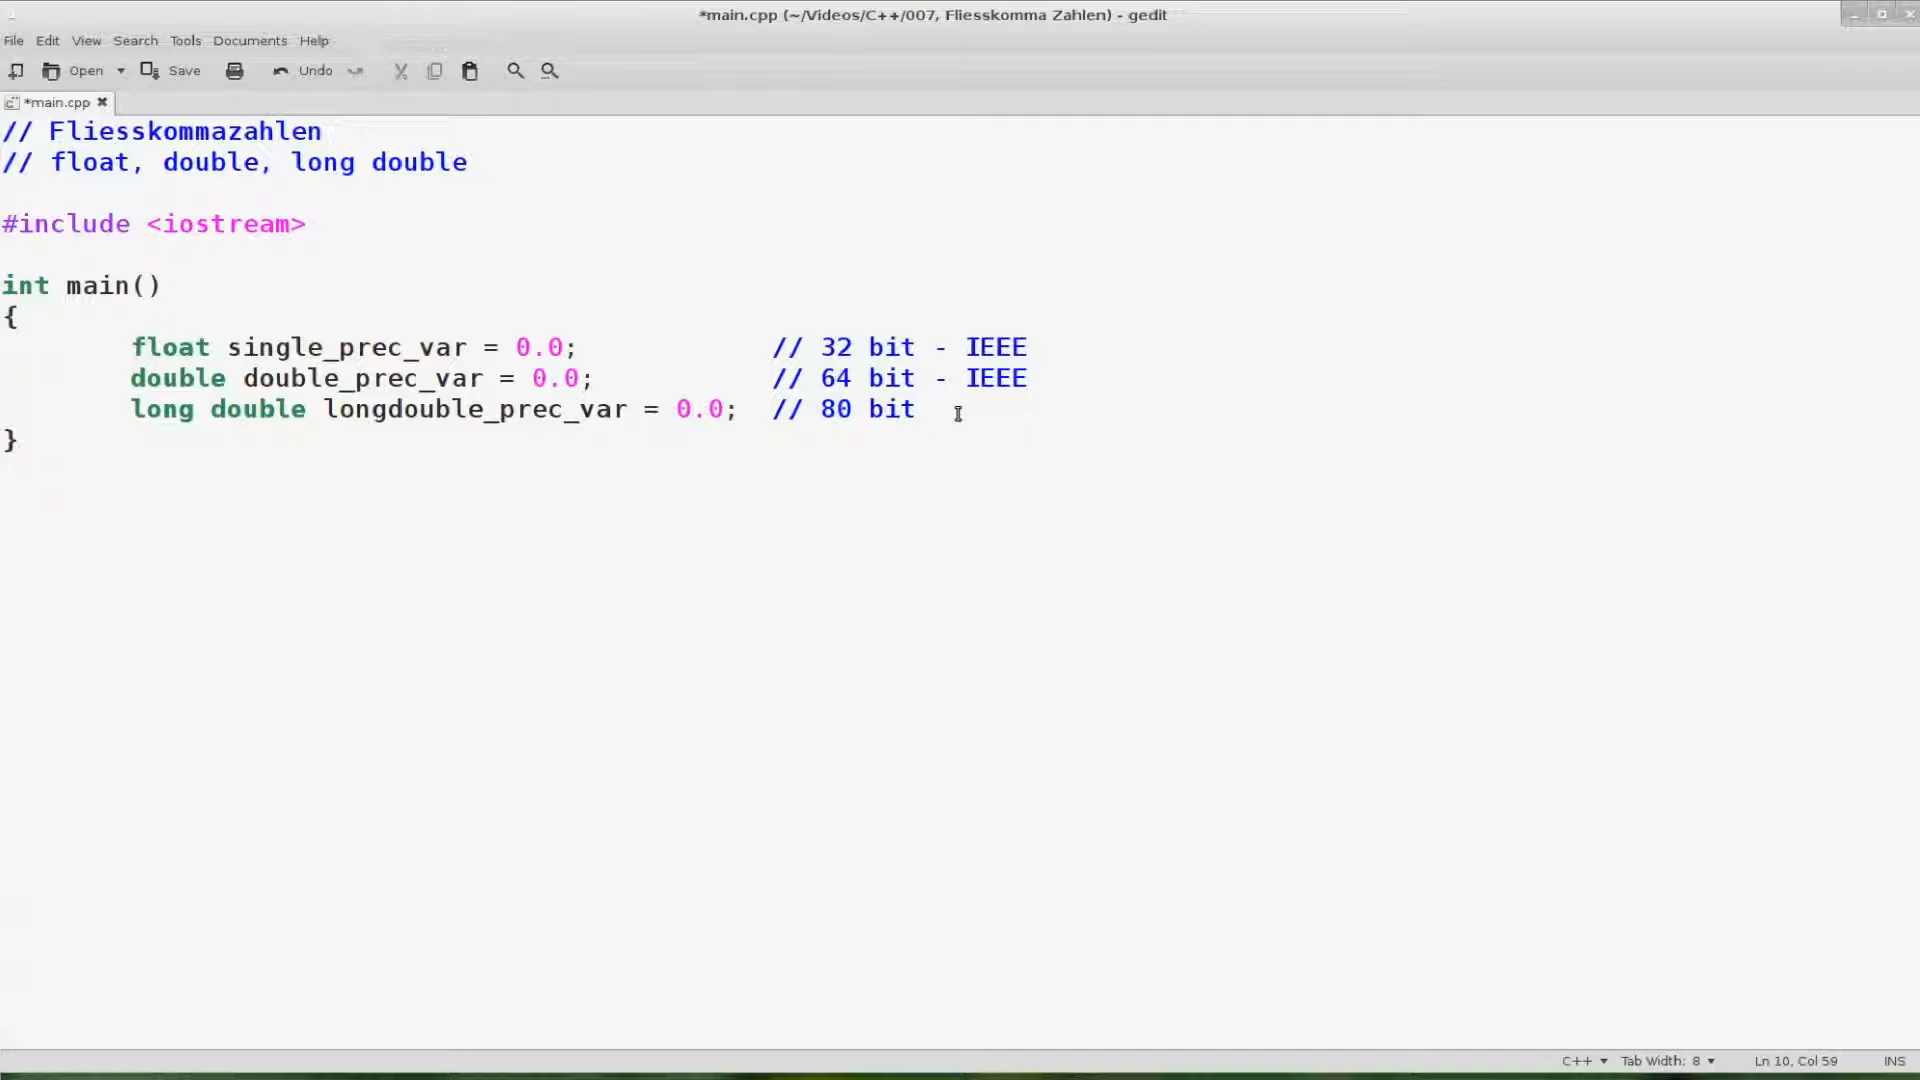 *main.cpp (~/Videos/C++/007, Fliesskomma Zahlen) - gedit
File Edit View Search Tools Documents Help
Open Save Undo
*main.cpp
// Fliesskommazahlen
// float, double, long double
#include <iostream>
int main()
{
float single_prec_var = 0.0; // 32 bit - IEEE
double double_prec_var = 0.0; // 64 bit - IEEE
long double longdouble_prec_var = 0.0; // 80 bit
}
C++ Tab Width: 8 Ln 10, Col 59 INS